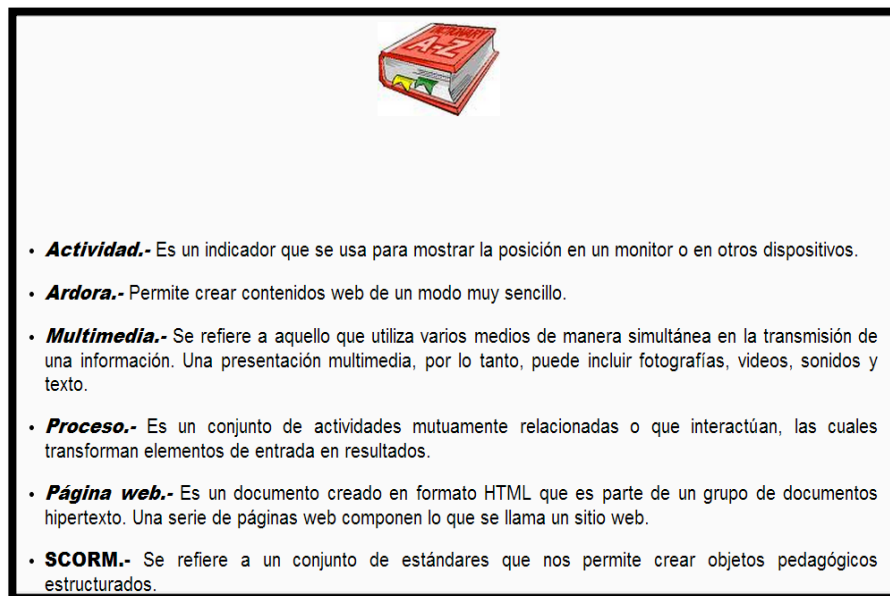 DICTIONARY
A-Z
• Actividad.- Es un indicador que se usa para mostrar la posición en un monitor o en otros dispositivos.
• Ardora.- Permite crear contenidos web de un modo muy sencillo.
• Multimedia.- Se refiere a aquello que utiliza varios medios de manera simultánea en la transmisión de
una información. Una presentación multimedia, por lo tanto, puede incluir fotografías, videos, sonidos y
texto.
• Proceso.- Es un conjunto de actividades mutuamente relacionadas o que interactúan, las cuales
transforman elementos de entrada en resultados.
• Página web.- Es un documento creado en formato HTML que es parte de un grupo de documentos
hipertexto. Una serie de páginas web componen lo que se llama un sitio web.
• SCORM.- Se refiere a un conjunto de estándares que nos permite crear objetos pedagógicos
estructurados.